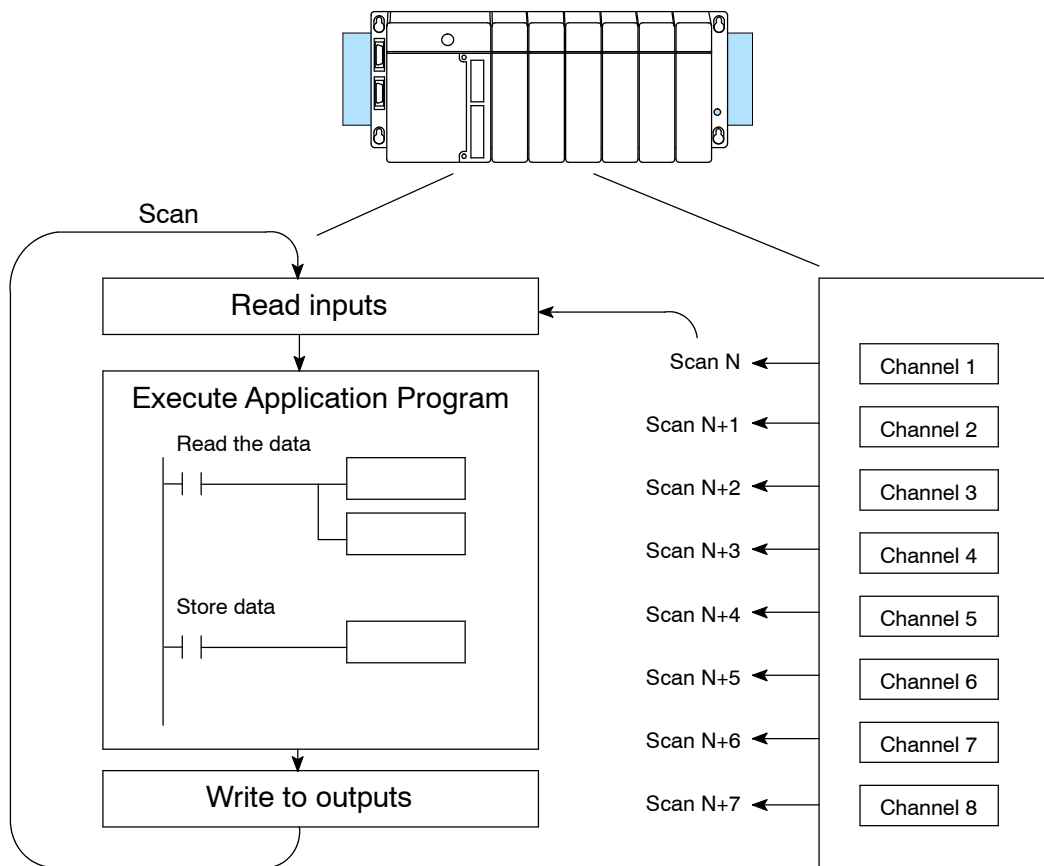 Scan
Read inputs
Execute Application Program
Read the data
Store data
Write to outputs
Scan N
Channel 1
Scan N+1
Channel 2
Scan N+2
Channel 3
Scan N+3
Channel 4
Scan N+4
Channel 5
Scan N+5
Channel 6
Scan N+6
Channel 7
Scan N+7
Channel 8